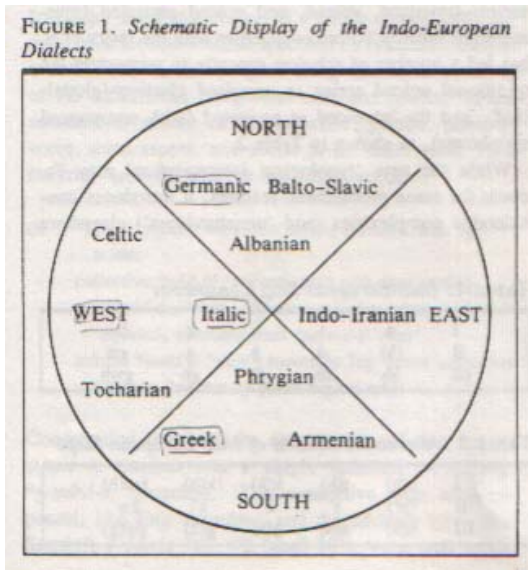 FIGURE 1. Schematic Display of the Indo-European
Dialects
NORTH
Germanic Balto-Slavic
Celtic
Albanian
WEST Italic Indo-Iranian EAST
Phrygian
Tocharian
Greek Armenian
SOUTH